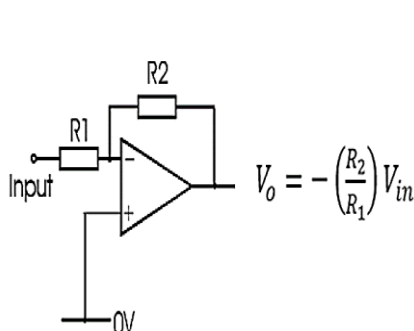 R2
R1
Input
-
+
0V
V_o = -(R_2/R_1) V_in